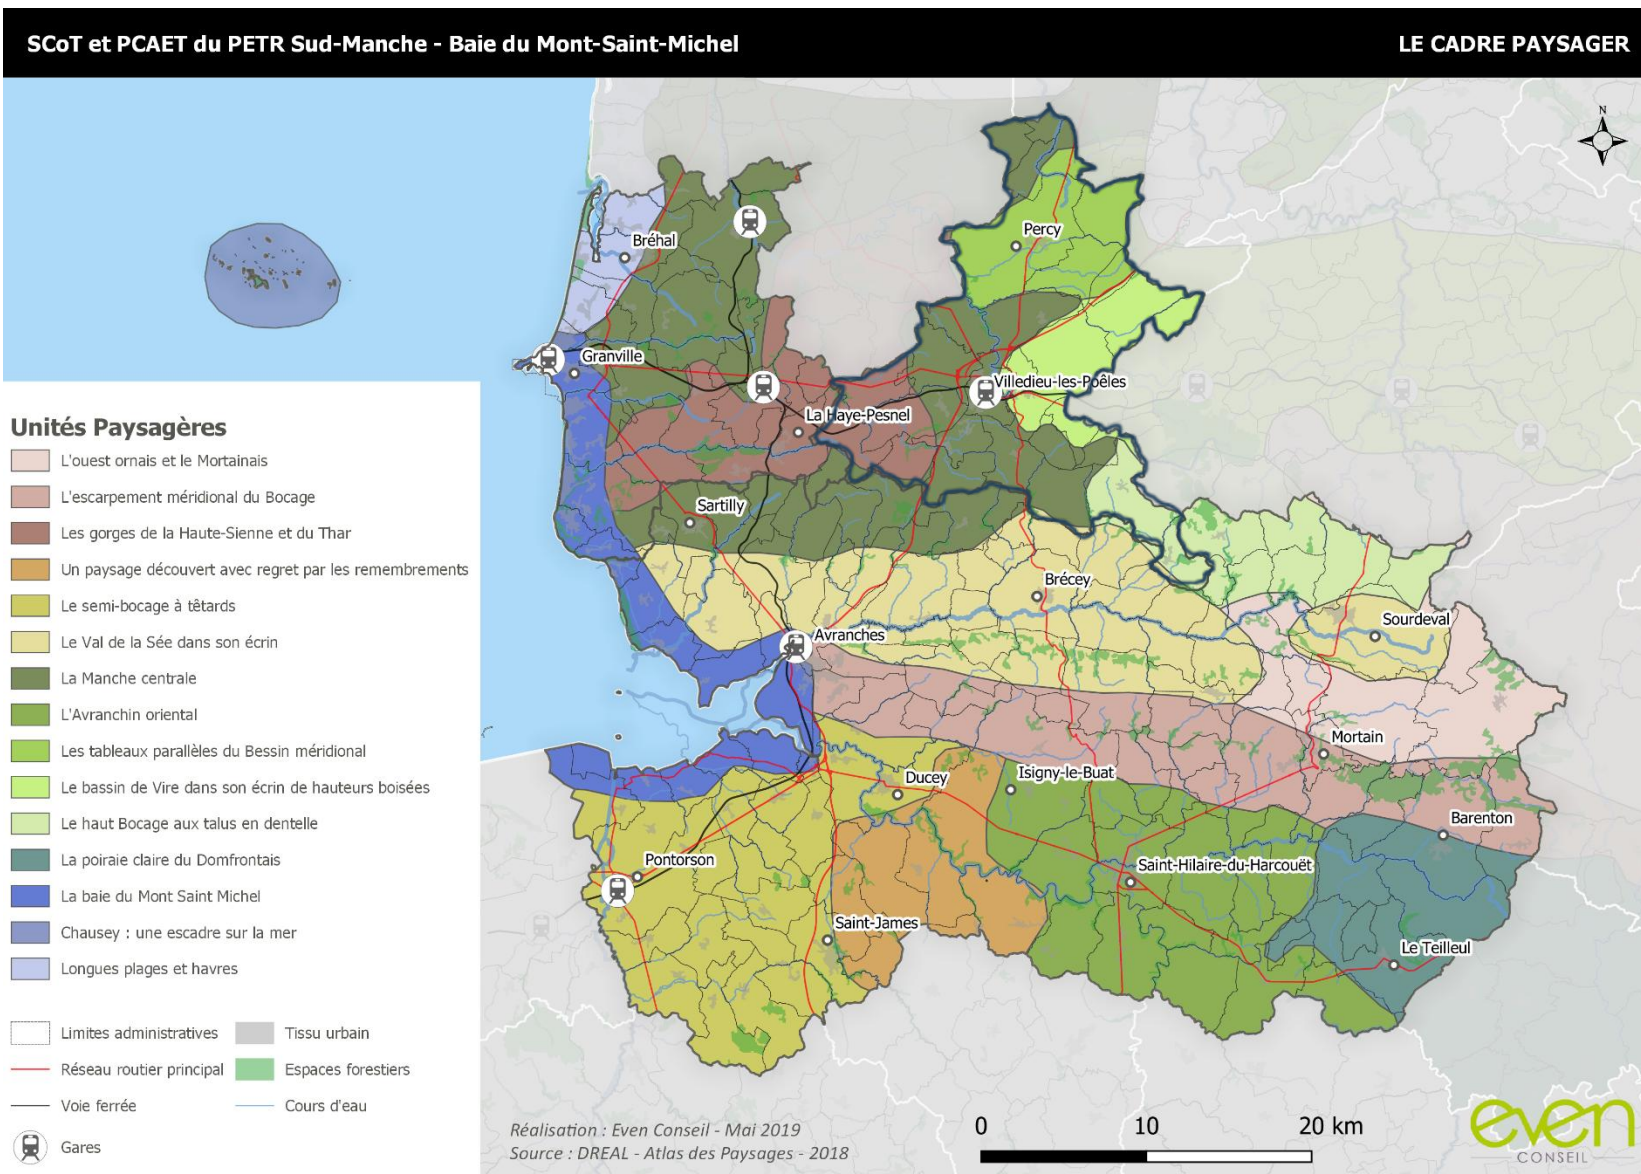 SCoT et PCAET du PETR Sud-Manche - Baie du Mont-Saint-Michel
LE CADRE PAYSAGER
N
Percy
Bréhal
Granville
Villedieu-les-Poêles
La Haye-Pesnel
Sartilly
Brécey
Sourdeval
Avranches
Mortain
Isigny-le-Buat
Ducey
Barenton
Pontorson
Saint-Hilaire-du-Harcouët
Saint-James
Le Teilleul
Unités Paysagères
L'ouest ornais et le Mortainais
L'escarpement méridional du Bocage
Les gorges de la Haute-Sienne et du Thar
Un paysage découvert avec regret par les remembrements
Le semi-bocage à têtards
Le Val de la Sée dans son écrin
La Manche centrale
L'Avranchin oriental
Les tableaux parallèles du Bessin méridional
Le bassin de Vire dans son écrin de hauteurs boisées
Le haut Bocage aux talus en dentelle
La poiraie claire du Domfrontais
La baie du Mont Saint Michel
Chausey : une escadre sur la mer
Longues plages et havres
Limites administratives
Tissu urbain
Réseau routier principal
Espaces forestiers
Voie ferrée
Cours d'eau
Gares
Réalisation : Even Conseil - Mai 2019
Source : DREAL - Atlas des Paysages - 2018
0 10 20 km
even
CONSEIL